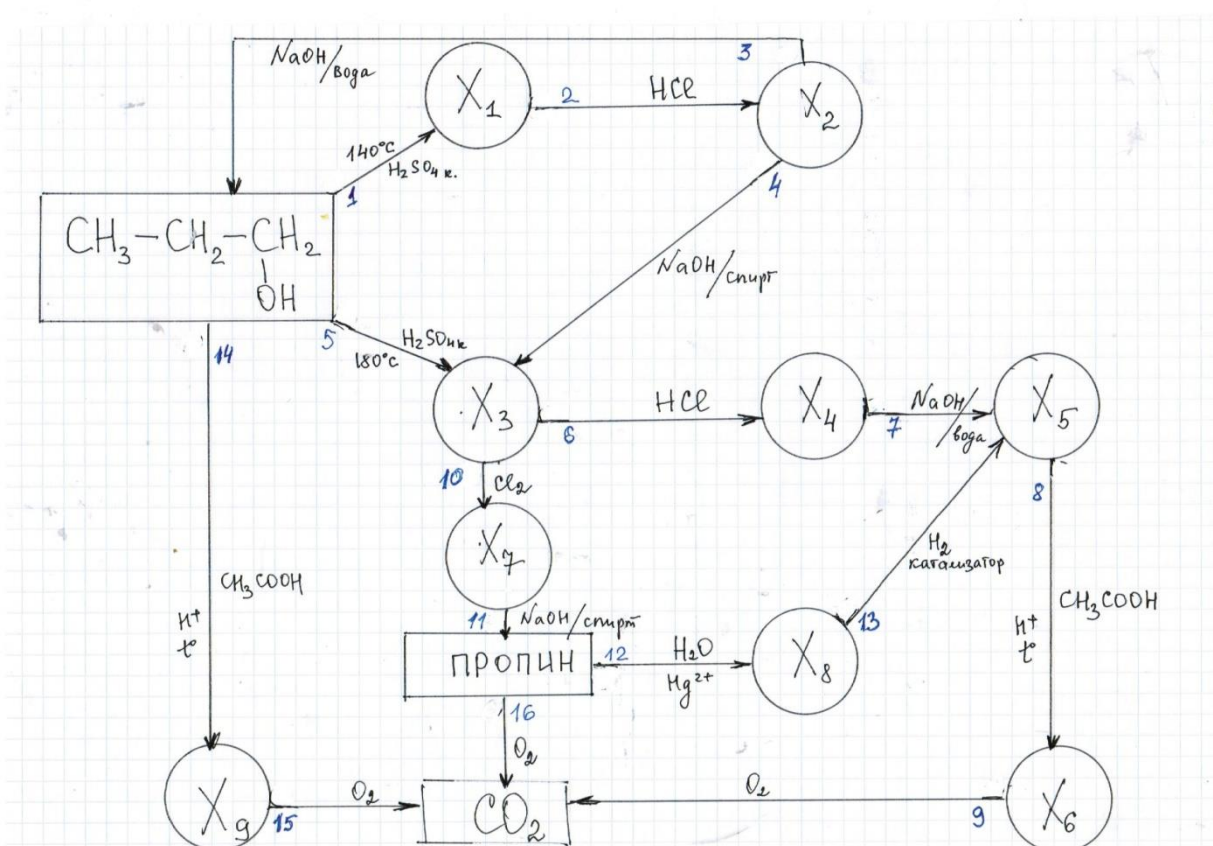 NaOH/вода
3
X₁
2 HCl
X₂
140°C
H₂SO₄ к.
1
4
CH₃–CH₂–CH₂
OH
NaOH/спирт
14
5
H₂SO₄к
180°C
X₃
6
HCl
X₄
7
NaOH/вода
X₅
10
Cl₂
8
X₇
H₂
катализатор
CH₃COOH
H⁺
t°
11
NaOH/спирт
13
CH₃COOH
H⁺
t°
ПРОПИН
12
H₂O
Hg²⁺
X₈
16
O₂
X₉
15
O₂
CO₂
O₂
9
X₆